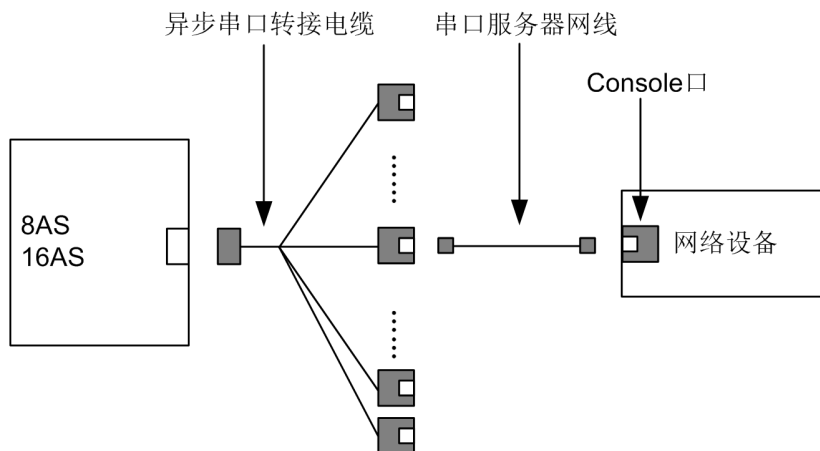 异步串口转接电缆
串口服务器网线
Console口
8AS
16AS
网络设备